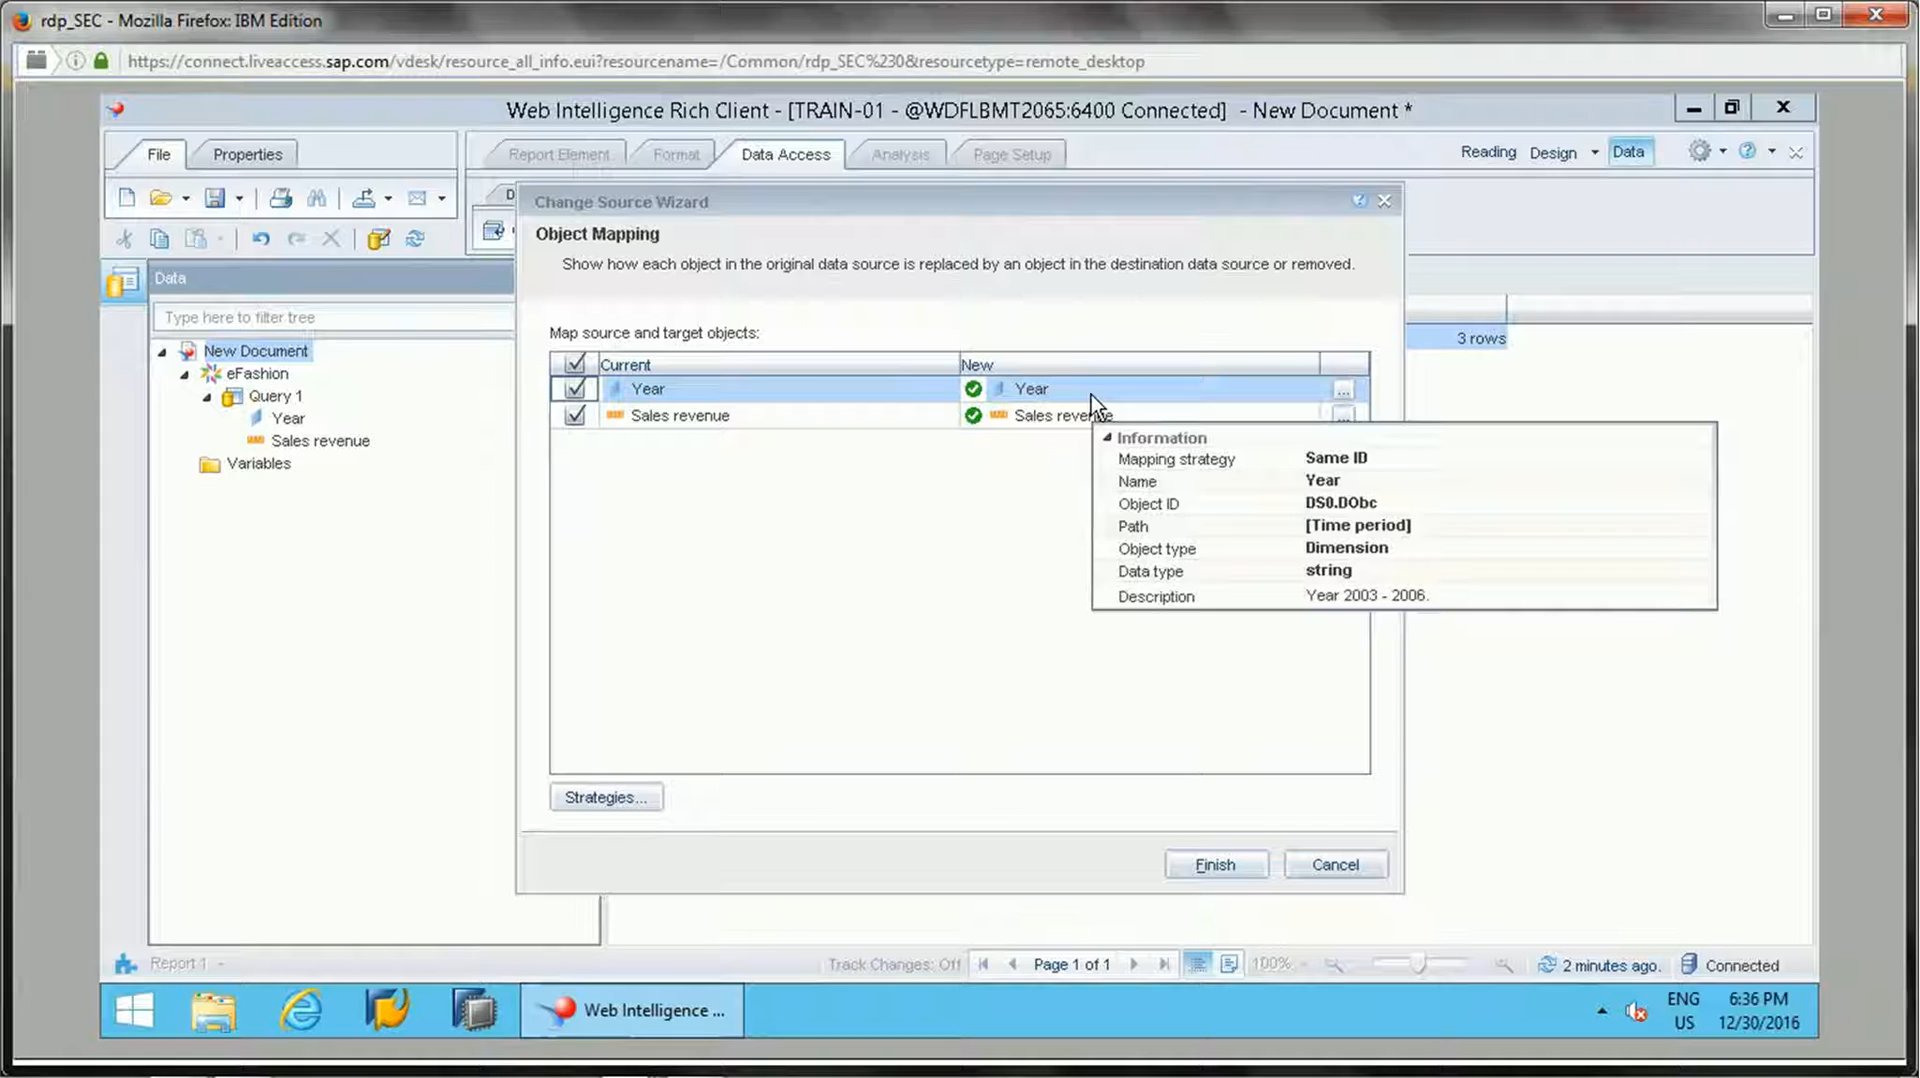 rdp_SEC - Mozilla Firefox: IBM Edition
https://connect.liveaccess.sap.com/vdesk/resource_all_info.eui?resourcename=/Common/rdp_SEC%230&resourcetype=remote_desktop
Web Intelligence Rich Client - [TRAIN-01 - @WDFLBMT2065:6400 Connected] - New Document *
File Properties Report Element Format Data Access Analysis Page Setup Reading Design Data
Change Source Wizard
Object Mapping
Show how each object in the original data source is replaced by an object in the destination data source or removed.
Data
Type here to filter tree
New Document
eFashion
Query 1
Year
Sales revenue
Variables
Map source and target objects:
Current New
Year Year ...
Sales revenue Sales revenue ...
3 rows
Information
Mapping strategy Same ID
Name Year
Object ID DS0.DObc
Path [Time period]
Object type Dimension
Data type string
Description Year 2003 - 2006.
Strategies...
Finish Cancel
Report 1 Track Changes: Off Page 1 of 1 100% 2 minutes ago. Connected
Web Intelligence ...
ENG 6:36 PM
US 12/30/2016